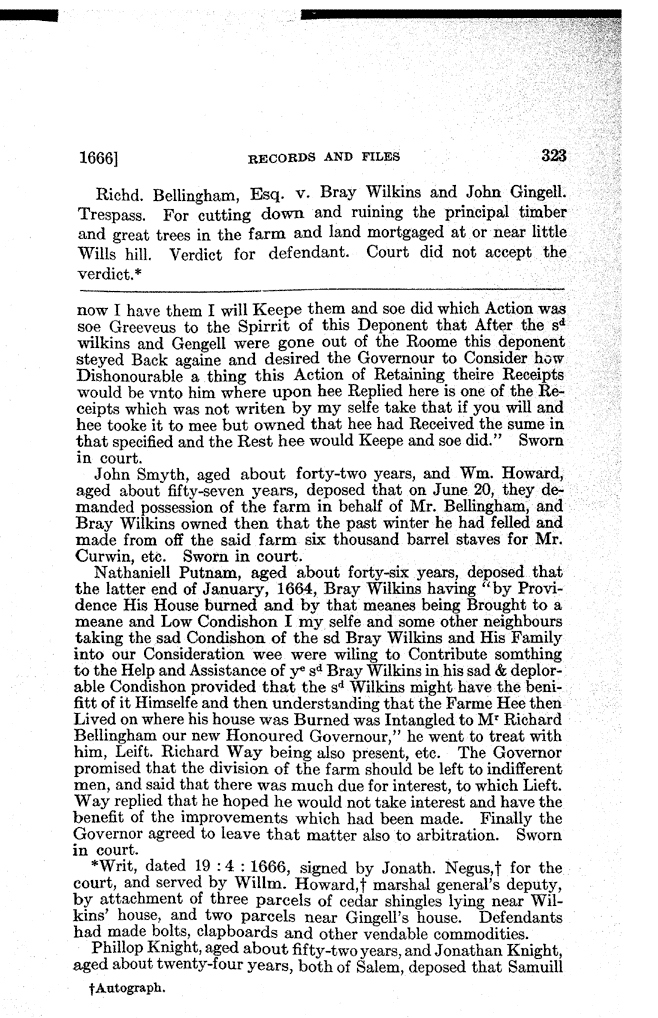 1666] RECORDS AND FILES 323
Richd. Bellingham, Esq. v. Bray Wilkins and John Gingell.
Trespass. For cutting down and ruining the principal timber
and great trees in the farm and land mortgaged at or near little
Wills hill. Verdict for defendant. Court did not accept the
verdict.*
now I have them I will Keepe them and soe did which Action was
soe Greeveus to the Spirrit of this Deponent that After the sᵈ
wilkins and Gengell were gone out of the Roome this deponent
steyed Back againe and desired the Governour to Consider how
Dishonourable a thing this Action of Retaining theire Receipts
would be vnto him where upon hee Replied here is one of the Re-
ceipts which was not writen by my selfe take that if you will and
hee tooke it to mee but owned that hee had Received the sume in
that specified and the Rest hee would Keepe and soe did." Sworn
in court.
John Smyth, aged about forty-two years, and Wm. Howard,
aged about fifty-seven years, deposed that on June 20, they de-
manded possession of the farm in behalf of Mr. Bellingham, and
Bray Wilkins owned then that the past winter he had felled and
made from off the said farm six thousand barrel staves for Mr.
Curwin, etc. Sworn in court.
Nathaniell Putnam, aged about forty-six years, deposed that
the latter end of January, 1664, Bray Wilkins having "by Provi-
dence His House burned and by that meanes being Brought to a
meane and Low Condishon I my selfe and some other neighbours
taking the sad Condishon of the sd Bray Wilkins and His Family
into our Consideration wee were wiling to Contribute somthing
to the Help and Assistance of yᵉ sᵈ Bray Wilkins in his sad & deplor-
able Condishon provided that the sᵈ Wilkins might have the beni-
fitt of it Himselfe and then understanding that the Farme Hee then
Lived on where his house was Burned was Intangled to Mʳ Richard
Bellingham our new Honoured Governour," he went to treat with
him, Leift. Richard Way being also present, etc. The Governor
promised that the division of the farm should be left to indifferent
men, and said that there was much due for interest, to which Lieft.
Way replied that he hoped he would not take interest and have the
benefit of the improvements which had been made. Finally the
Governor agreed to leave that matter also to arbitration. Sworn
in court.
*Writ, dated 19 : 4 : 1666, signed by Jonath. Negus,† for the
court, and served by Willm. Howard,† marshal general's deputy,
by attachment of three parcels of cedar shingles lying near Wil-
kins' house, and two parcels near Gingell's house. Defendants
had made bolts, clapboards and other vendable commodities.
Phillop Knight, aged about fifty-two years, and Jonathan Knight,
aged about twenty-four years, both of Salem, deposed that Samuill
†Autograph.